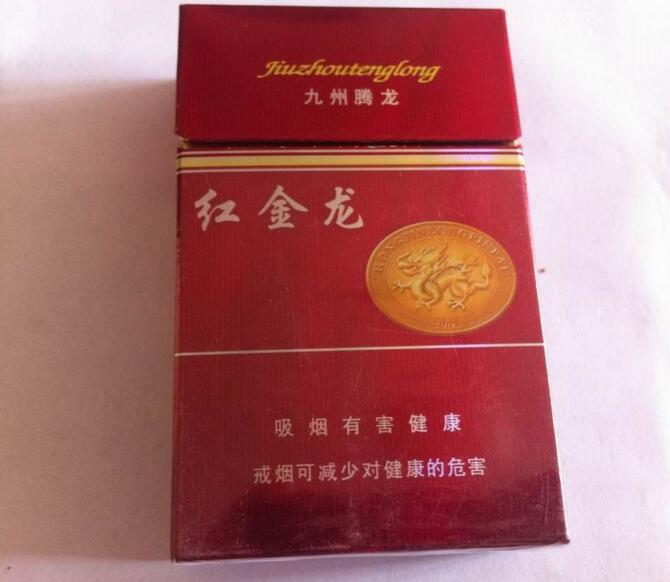 Jiuzhoutenglong
九州腾龙
红金龙
HONGJINLONGPINPAI
吸烟有害健康
戒烟可减少对健康的危害